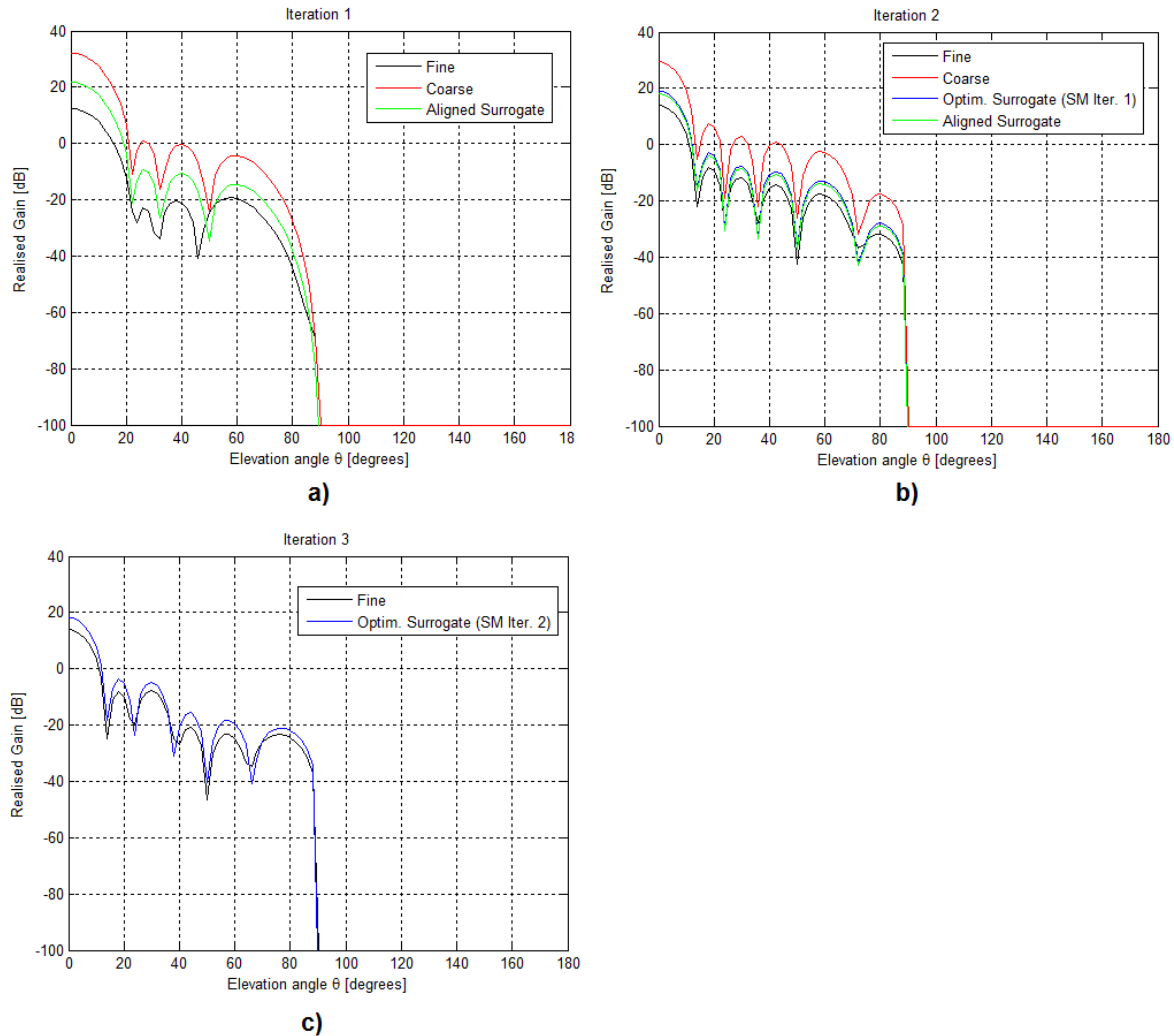 Iteration 1
40
20
0
-20
-40
-60
-80
-100
Realised Gain [dB]
Fine
Coarse
Aligned Surrogate
0 20 40 60 80 100 120 140 160 18
Elevation angle θ [degrees]
a)
Iteration 2
40
20
0
-20
-40
-60
-80
-100
Realised Gain [dB]
Fine
Coarse
Optim. Surrogate (SM Iter. 1)
Aligned Surrogate
0 20 40 60 80 100 120 140 160 180
Elevation angle θ [degrees]
b)
Iteration 3
40
20
0
-20
-40
-60
-80
-100
Realised Gain [dB]
Fine
Optim. Surrogate (SM Iter. 2)
0 20 40 60 80 100 120 140 160 180
Elevation angle θ [degrees]
c)